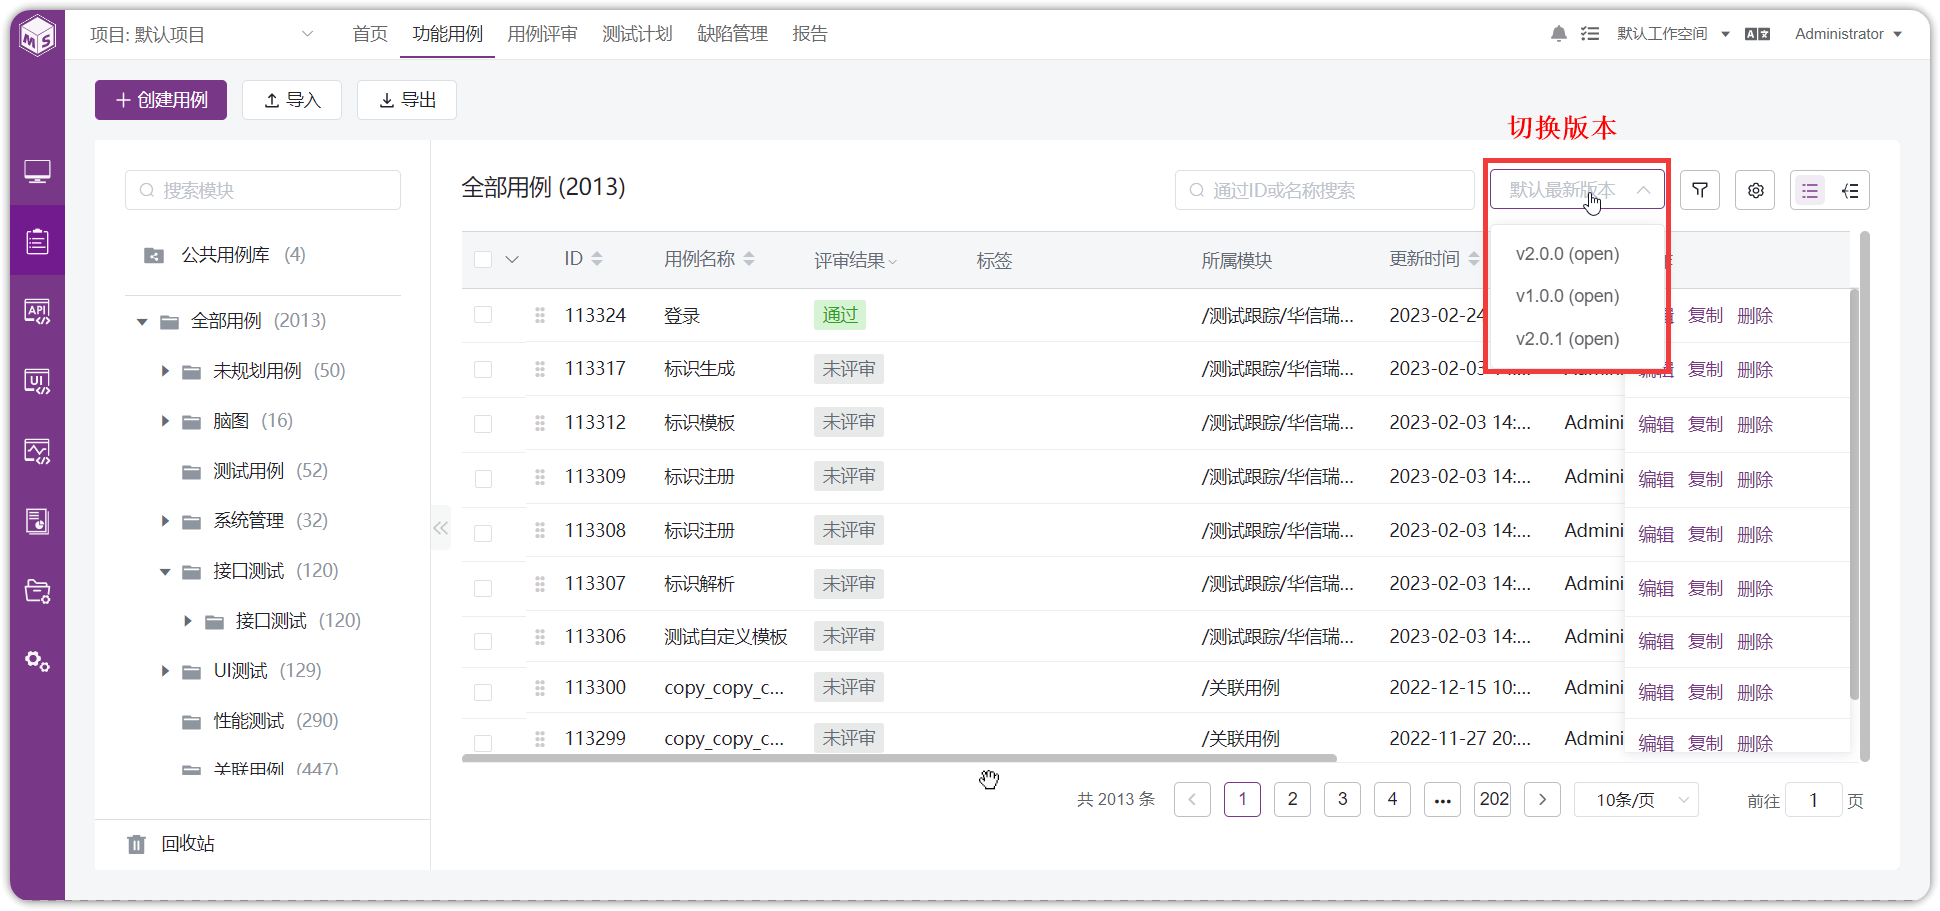 项目: 默认项目
首页 功能用例 用例评审 测试计划 缺陷管理 报告
默认工作空间 Administrator
创建用例 导入 导出
切换版本
搜索模块
公共用例库 (4)
全部用例 (2013)
未规划用例 (50)
脑图 (16)
测试用例 (52)
系统管理 (32)
接口测试 (120)
接口测试 (120)
UI测试 (129)
性能测试 (290)
关联用例 (447)
回收站
全部用例 (2013)
通过ID或名称搜索
默认最新版本
v2.0.0 (open)
v1.0.0 (open)
v2.0.1 (open)
ID 用例名称 评审结果 标签 所属模块 更新时间
113324 登录 通过 /测试跟踪/华信瑞... 2023-02-24 复制 删除
113317 标识生成 未评审 /测试跟踪/华信瑞... 2023-02-03 编辑 复制 删除
113312 标识模板 未评审 /测试跟踪/华信瑞... 2023-02-03 14:... Admini 编辑 复制 删除
113309 标识注册 未评审 /测试跟踪/华信瑞... 2023-02-03 14:... Admini 编辑 复制 删除
113308 标识注册 未评审 /测试跟踪/华信瑞... 2023-02-03 14:... Admini 编辑 复制 删除
113307 标识解析 未评审 /测试跟踪/华信瑞... 2023-02-03 14:... Admini 编辑 复制 删除
113306 测试自定义模板 未评审 /测试跟踪/华信瑞... 2023-02-03 14:... Admini 编辑 复制 删除
113300 copy_copy_c... 未评审 /关联用例 2022-12-15 10:... Admini 编辑 复制 删除
113299 copy_copy_c... 未评审 /关联用例 2022-11-27 20:... Admini 编辑 复制 删除
共 2013 条 1 2 3 4 ... 202 10条/页 前往 1 页